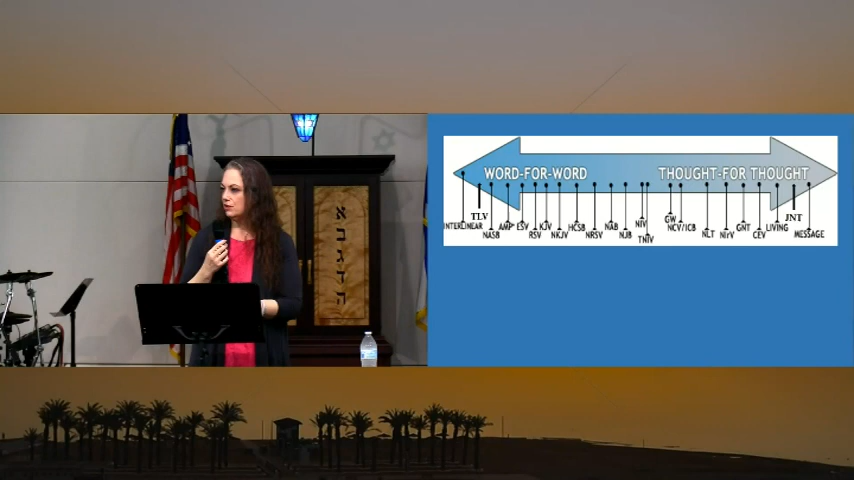 א
ב
ג
ד
ה
WORD-FOR-WORD
THOUGHT-FOR THOUGHT
INTERLINEAR
TLV
NASB
AMP
ESV
RSV
KJV
NKJV
HCSB
NRSV
NAB
NJB
NIV
TNIV
GW
NCV/ICB
NLT
NIrV
GNT
CEV
LIVING
JNT
MESSAGE